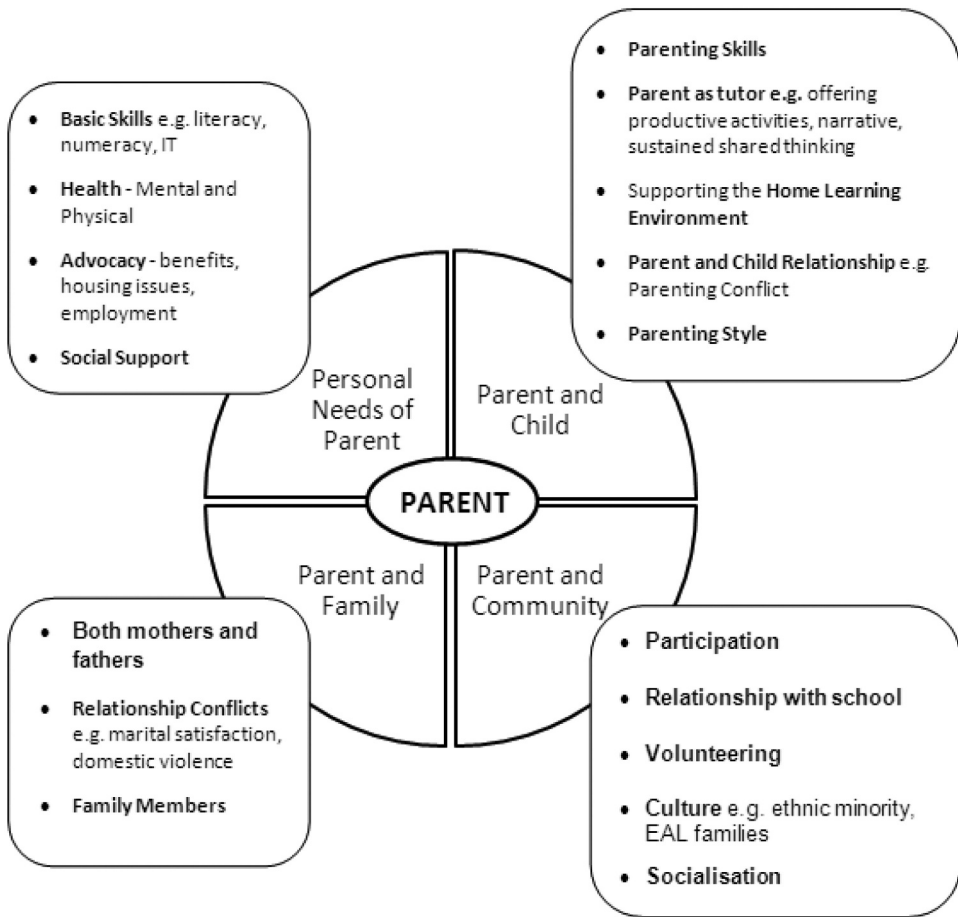 • Basic Skills e.g. literacy,
numeracy, IT
• Health - Mental and
Physical
• Advocacy - benefits,
housing issues,
employment
• Social Support
• Parenting Skills
• Parent as tutor e.g. offering
productive activities, narrative,
sustained shared thinking
• Supporting the Home Learning
Environment
• Parent and Child Relationship e.g.
Parenting Conflict
• Parenting Style
Personal
Needs of
Parent
Parent and
Child
PARENT
Parent and
Family
Parent and
Community
• Both mothers and
fathers
• Relationship Conflicts
e.g. marital satisfaction,
domestic violence
• Family Members
• Participation
• Relationship with school
• Volunteering
• Culture e.g. ethnic minority,
EAL families
• Socialisation